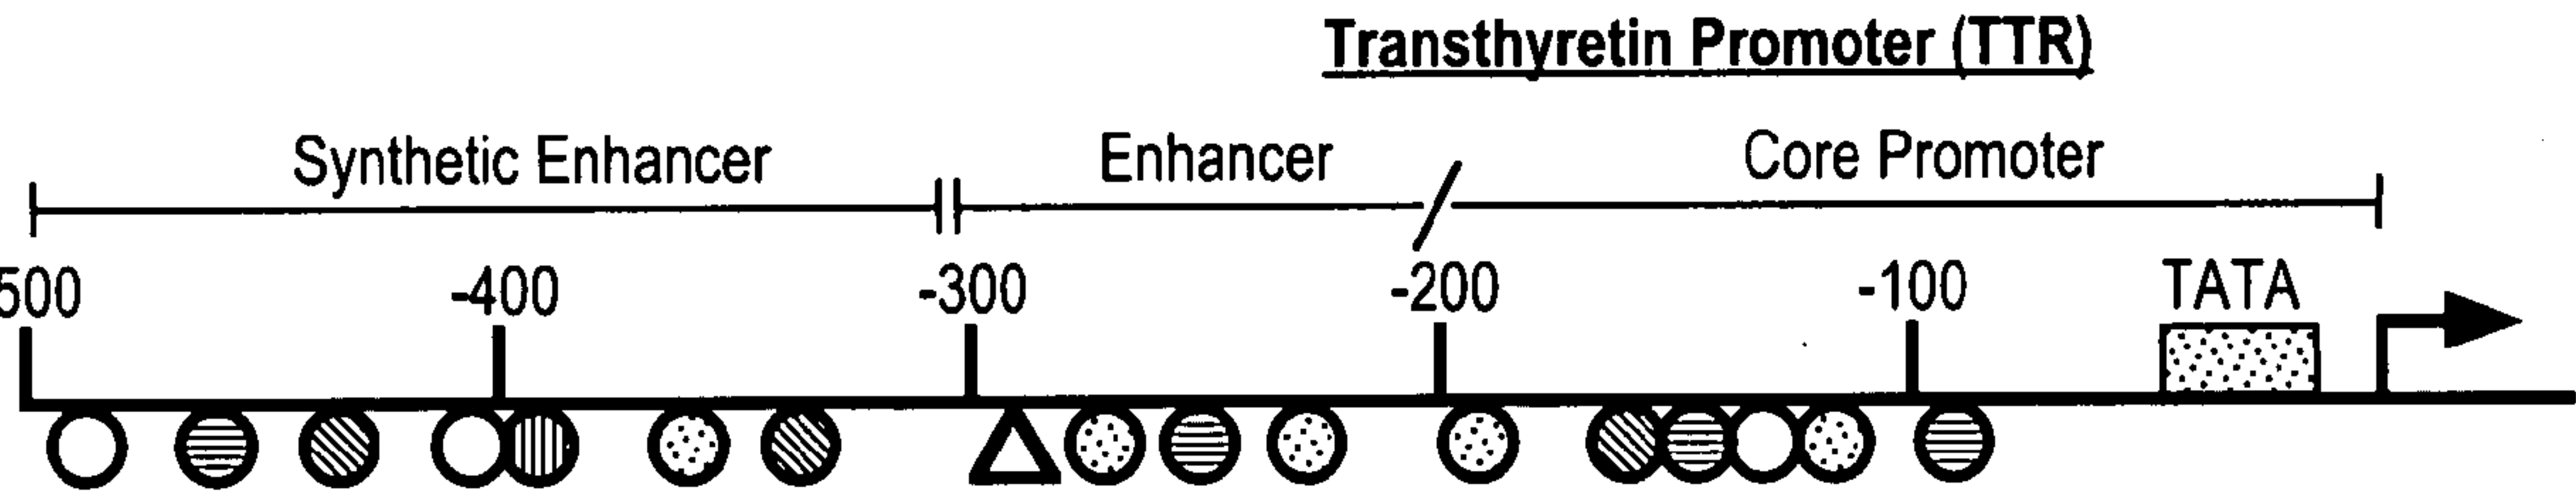 Transthyretin Promoter (TTR)
Synthetic Enhancer Enhancer Core Promoter
500 -400 -300 -200 -100 TATA